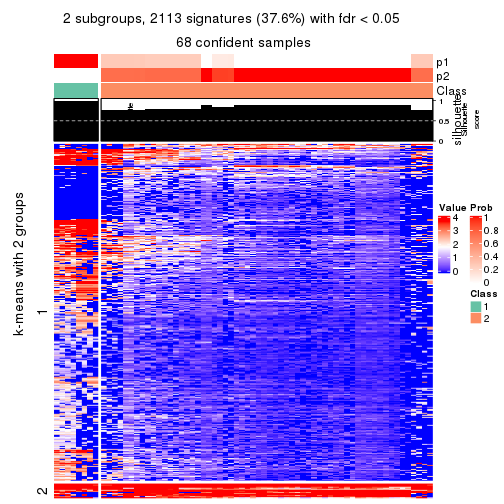 2 subgroups, 2113 signatures (37.6%) with fdr < 0.05
68 confident samples
p1
p2
Class
1
0.5
0
silhouette
Silhouette
score
k-means with 2 groups
1
2
Value
4
3
2
1
0
Prob
1
0.8
0.6
0.4
0.2
0
Class
1
2